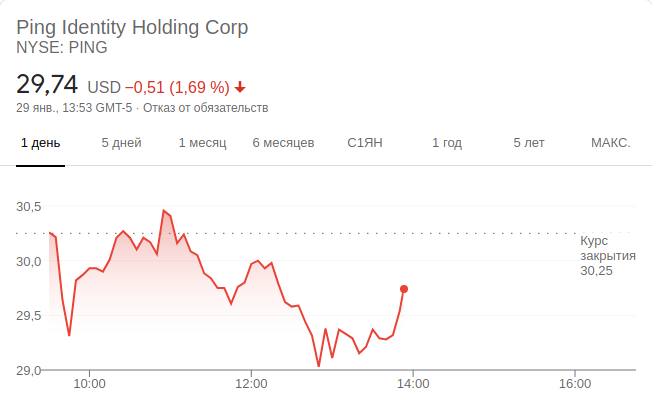 Ping Identity Holding Corp
NYSE: PING
29,74 USD −0,51 (1,69 %)
29 янв., 13:53 GMT-5 · Отказ от обязательств
1 день 5 дней 1 месяц 6 месяцев С1ЯН 1 год 5 лет МАКС.
30,5
Курс
закрытия
30,25
30,0
29,5
29,0
10:00 12:00 14:00 16:00